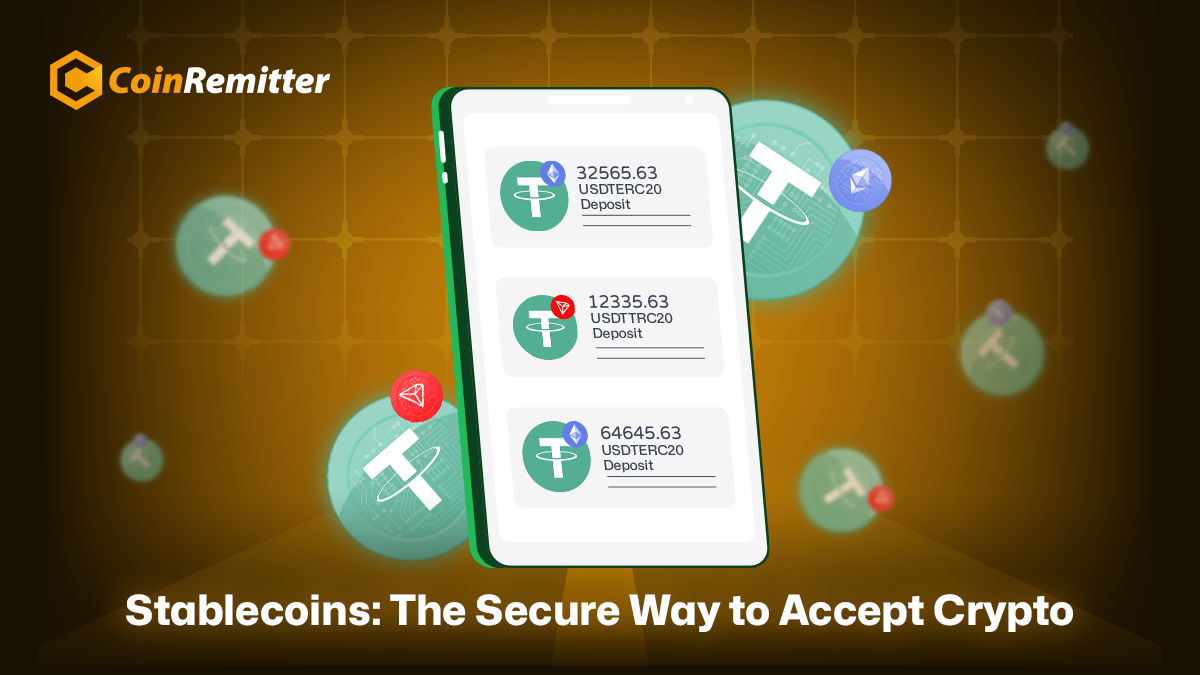 CoinRemitter
32565.63
USDTERC20
Deposit
12335.63
USDTTRC20
Deposit
64645.63
USDTERC20
Deposit
Stablecoins: The Secure Way to Accept Crypto